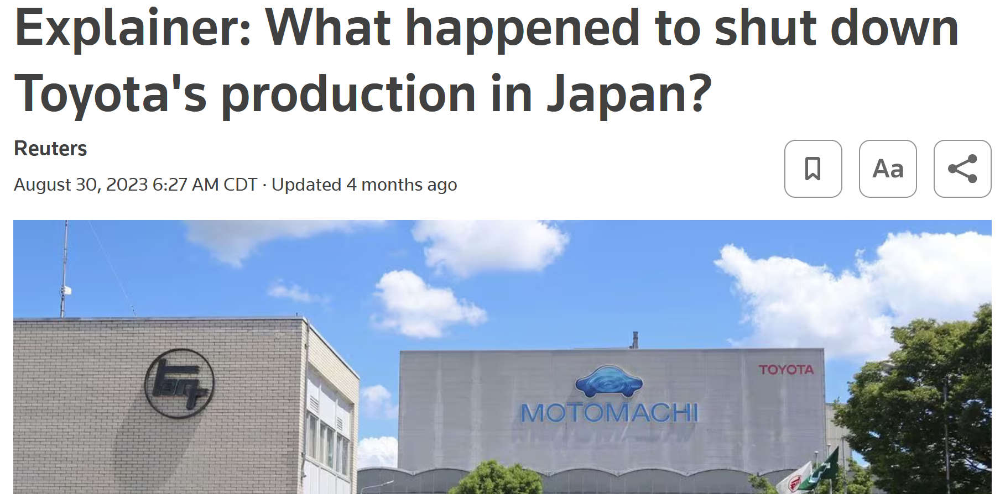 Explainer: What happened to shut down
Toyota's production in Japan?
Reuters
August 30, 2023 6:27 AM CDT · Updated 4 months ago
Aa
TOYOTA
MOTOMACHI